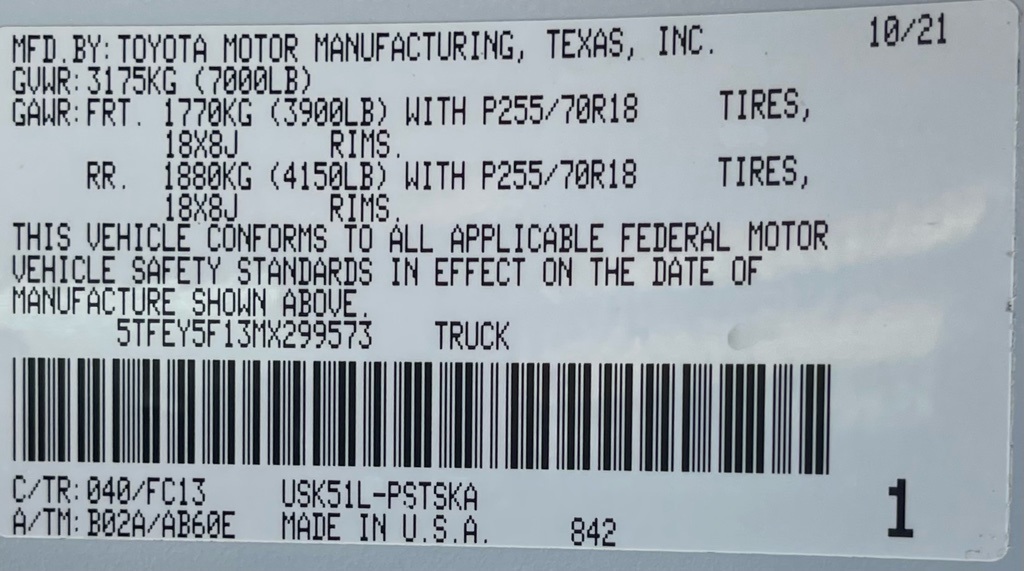 MFD.BY: TOYOTA MOTOR MANUFACTURING, TEXAS, INC. 10/21
GVWR: 3175KG (7000LB)
GAWR: FRT. 1770KG (3900LB) WITH P255/70R18 TIRES,
18X8J RIMS.
RR. 1880KG (4150LB) WITH P255/70R18 TIRES,
18X8J RIMS.
THIS VEHICLE CONFORMS TO ALL APPLICABLE FEDERAL MOTOR
VEHICLE SAFETY STANDARDS IN EFFECT ON THE DATE OF
MANUFACTURE SHOWN ABOVE.
5TFEY5F13MX299573 TRUCK
C/TR: 040/FC13 USK51L-PSTSKA
A/TM: B02A/AB60E MADE IN U.S.A. 842 1